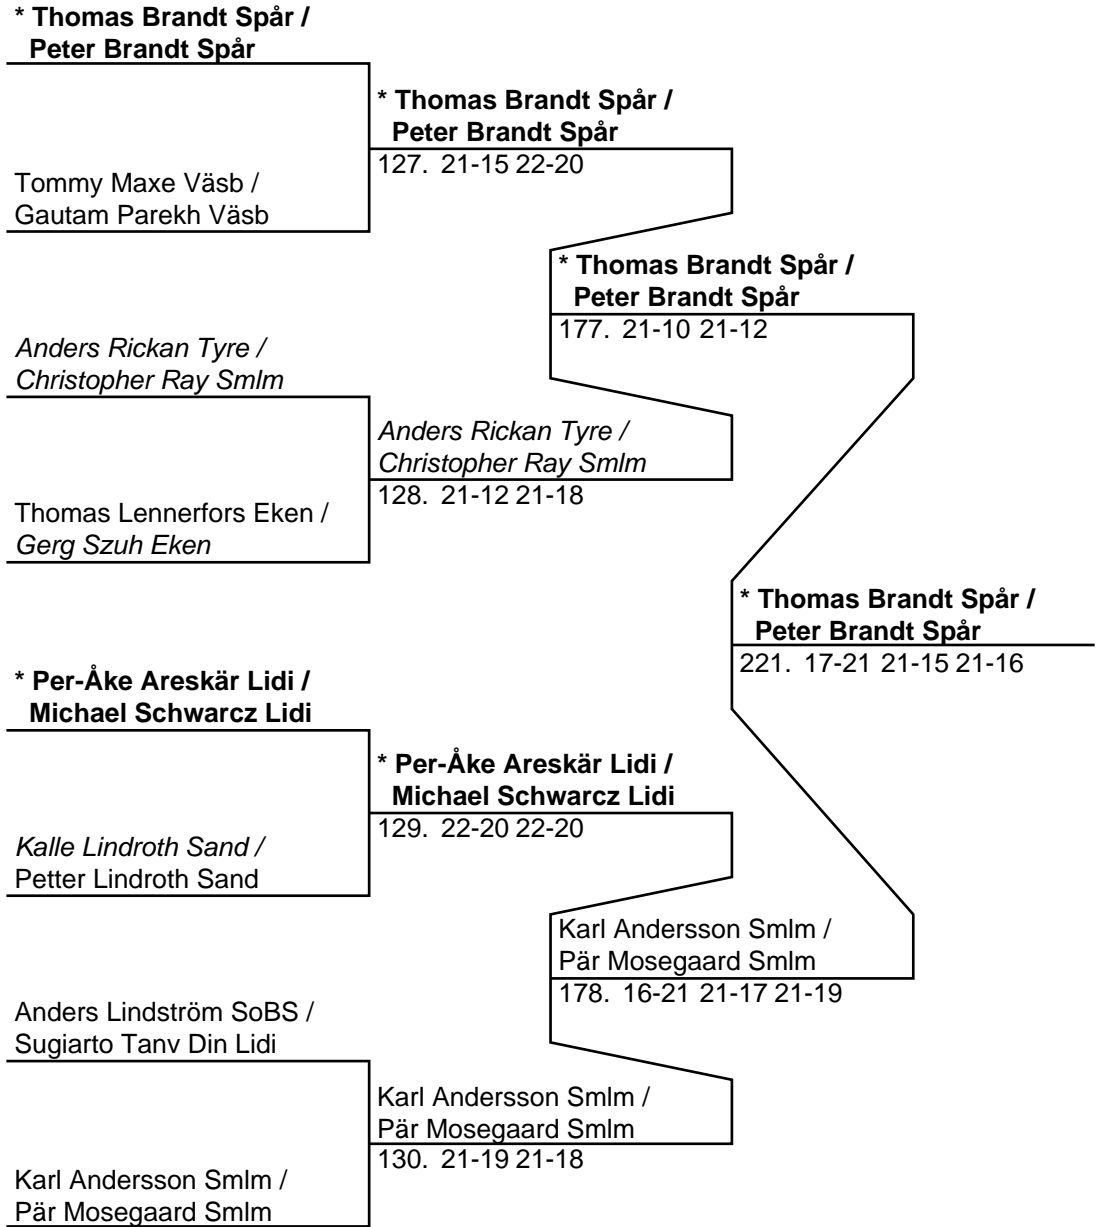 * Thomas Brandt Spår /
Peter Brandt Spår
* Thomas Brandt Spår /
Peter Brandt Spår
127. 21-15 22-20
Tommy Maxe Väsb /
Gautam Parekh Väsb
* Thomas Brandt Spår /
Peter Brandt Spår
177. 21-10 21-12
Anders Rickan Tyre /
Christopher Ray Smlm
Anders Rickan Tyre /
Christopher Ray Smlm
128. 21-12 21-18
Thomas Lennerfors Eken /
Gerg Szuh Eken
* Thomas Brandt Spår /
Peter Brandt Spår
221. 17-21 21-15 21-16
* Per-Åke Areskär Lidi /
Michael Schwarcz Lidi
* Per-Åke Areskär Lidi /
Michael Schwarcz Lidi
129. 22-20 22-20
Kalle Lindroth Sand /
Petter Lindroth Sand
Karl Andersson Smlm /
Pär Mosegaard Smlm
178. 16-21 21-17 21-19
Anders Lindström SoBS /
Sugiarto Tanv Din Lidi
Karl Andersson Smlm /
Pär Mosegaard Smlm
130. 21-19 21-18
Karl Andersson Smlm /
Pär Mosegaard Smlm